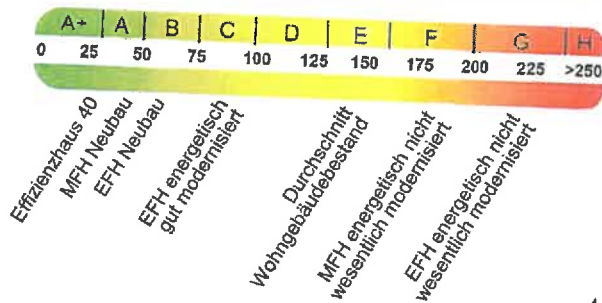 A+ A B C D E F G H
0 25 50 75 100 125 150 175 200 225 >250
Effizienzhaus 40
MFH Neubau
EFH Neubau
EFH energetisch
gut modernisiert
Durchschnitt
Wohngebäudebestand
MFH energetisch nicht
wesentlich modernisiert
EFH energetisch nicht
wesentlich modernisiert